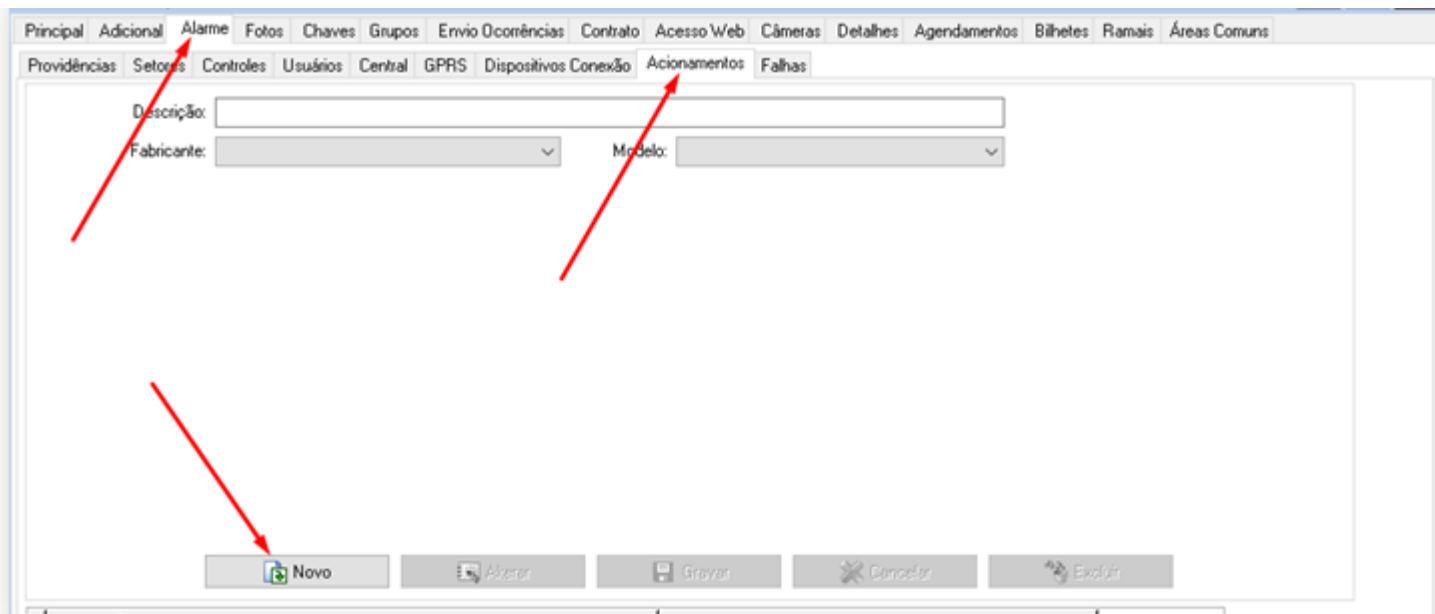 Principal Adicional Alarme Fotos Chaves Grupos Envio Ocorrências Contrato Acesso Web Câmeras Detalhes Agendamentos Bilhetes Ramais Áreas Comuns
Providências Setores Controles Usuários Central GPRS Dispositivos Conexão Acionamentos Falhas
Descrição:
Fabricante: Modelo:
Novo Alterar Gravar Cancelar Excluir